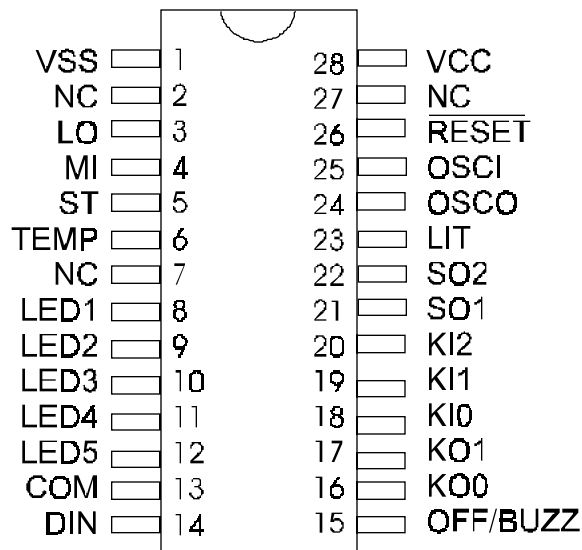 VSS 1 28 VCC
NC 2 27 NC
LO 3 26 RESET
MI 4 25 OSCI
ST 5 24 OSCO
TEMP 6 23 LIT
NC 7 22 SO2
LED1 8 21 SO1
LED2 9 20 KI2
LED3 10 19 KI1
LED4 11 18 KI0
LED5 12 17 KO1
COM 13 16 KO0
DIN 14 15 OFF/BUZZ